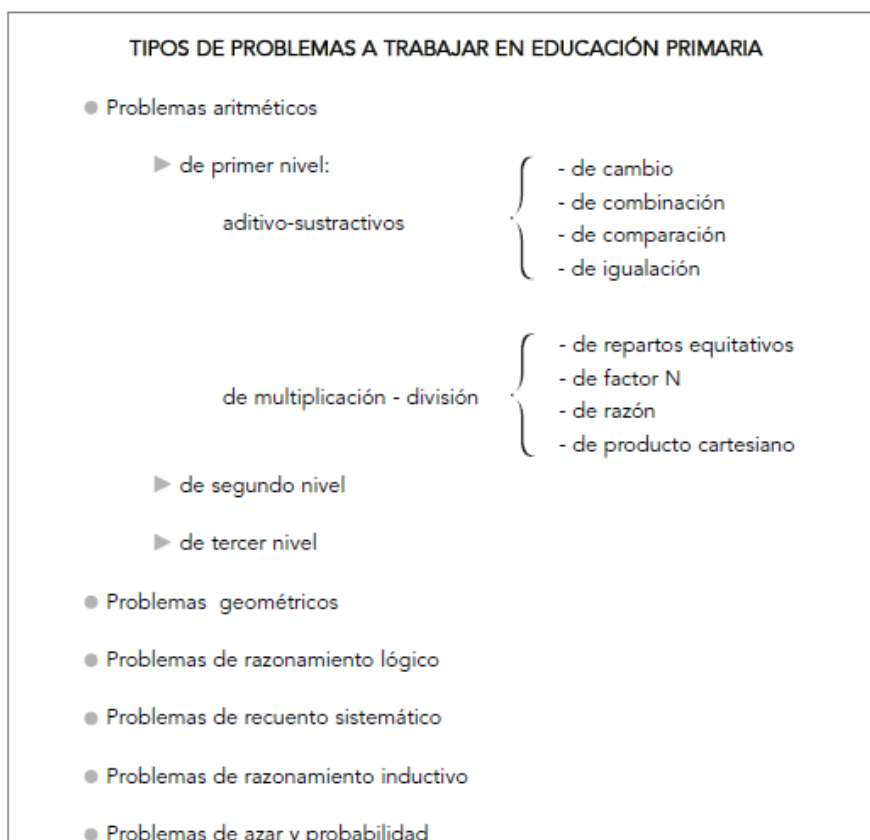 TIPOS DE PROBLEMAS A TRABAJAR EN EDUCACIÓN PRIMARIA
Problemas aritméticos
de primer nivel:
aditivo-sustractivos
- de cambio
- de combinación
- de comparación
- de igualación
de multiplicación - división
- de repartos equitativos
- de factor N
- de razón
- de producto cartesiano
de segundo nivel
de tercer nivel
Problemas geométricos
Problemas de razonamiento lógico
Problemas de recuento sistemático
Problemas de razonamiento inductivo
Problemas de azar y probabilidad